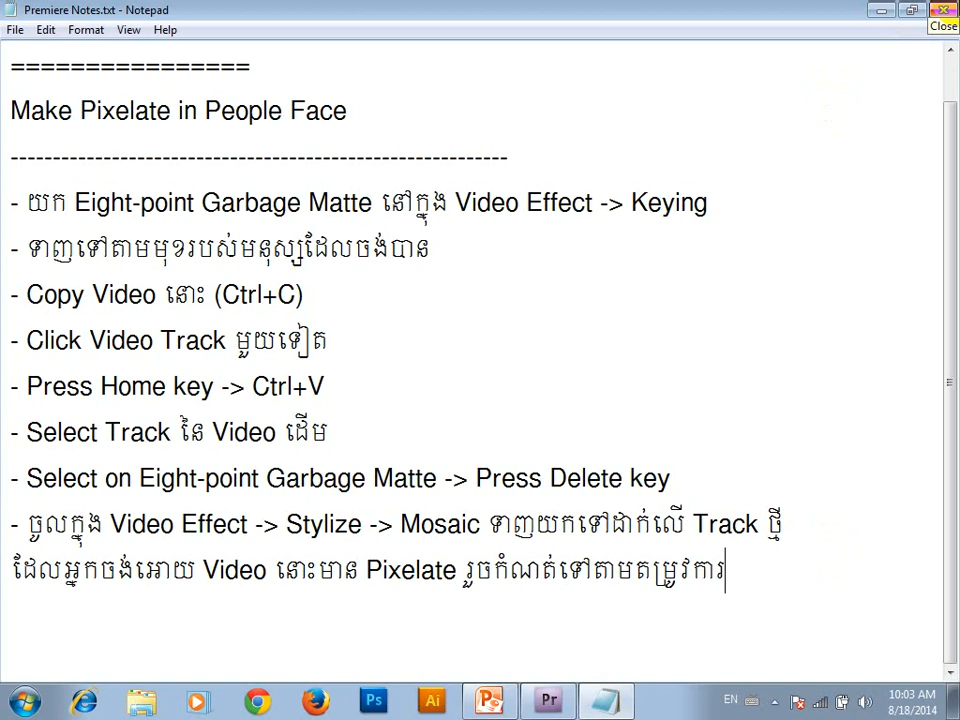 Premiere Notes.txt - Notepad
Close
File Edit Format View Help
================
Make Pixelate in People Face
-----------------------------------------------------------
- យក Eight-point Garbage Matte នៅក្នុង Video Effect -> Keying
- ទាញទៅតាមមុខរបស់មនុស្សដែលចង់បាន
- Copy Video នោះ (Ctrl+C)
- Click Video Track មួយទៀត
- Press Home key -> Ctrl+V
- Select Track នៃ Video ដើម
- Select on Eight-point Garbage Matte -> Press Delete key
- ចូលក្នុង Video Effect -> Stylize -> Mosaic ទាញយកទៅដាក់លើ Track ថ្មី
ដែលអ្នកចង់អោយ Video នោះមាន Pixelate រួចកំណត់ទៅតាមតម្រូវការ
Ps Ai P Pr
EN
10:03 AM
8/18/2014